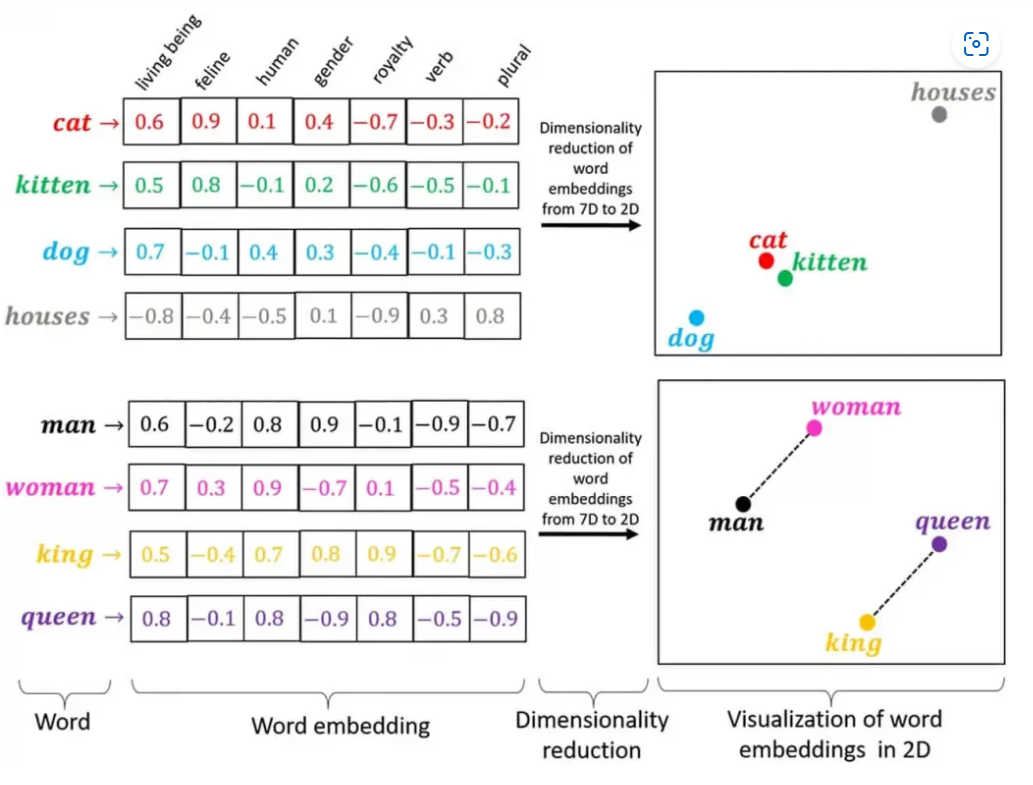 living being feline human gender royalty verb plural
cat → 0.6 0.9 0.1 0.4 −0.7 −0.3 −0.2
kitten → 0.5 0.8 −0.1 0.2 −0.6 −0.5 −0.1
dog → 0.7 −0.1 0.4 0.3 −0.4 −0.1 −0.3
houses → −0.8 −0.4 −0.5 0.1 −0.9 0.3 0.8
Dimensionality
reduction of
word
embeddings
from 7D to 2D
houses
cat
kitten
dog
man → 0.6 −0.2 0.8 0.9 −0.1 −0.9 −0.7
woman → 0.7 0.3 0.9 −0.7 0.1 −0.5 −0.4
king → 0.5 −0.4 0.7 0.8 0.9 −0.7 −0.6
queen → 0.8 −0.1 0.8 −0.9 0.8 −0.5 −0.9
Dimensionality
reduction of
word
embeddings
from 7D to 2D
woman
man
queen
king
Word
Word embedding
Dimensionality
reduction
Visualization of word
embeddings in 2D